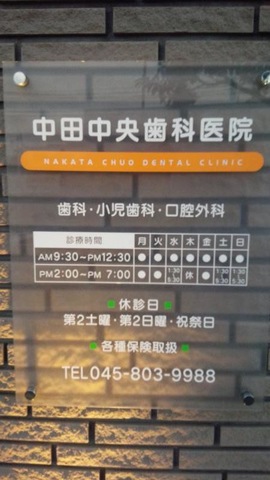 中田中央歯科医院
NAKATA CHUO DENTAL CLINIC
歯科・小児歯科・口腔外科
診療時間 月 火 水 木 金 土 日
AM9:30～PM12:30 ● ● ● ● ● ● ●
PM2:00～PM 7:00 ● ● 休 ●
休診日
第2土曜・第2日曜・祝祭日
各種保険取扱
TEL045-803-9988